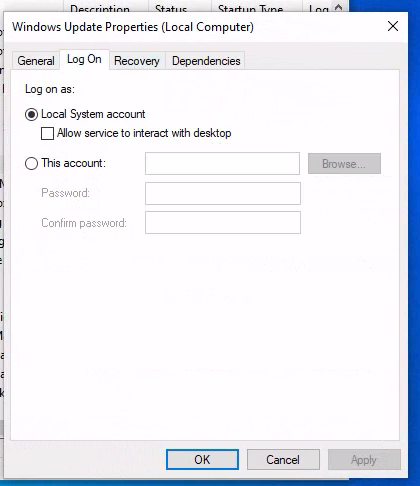 Description Status Startup Type Log
Windows Update Properties (Local Computer)
General Log On Recovery Dependencies
Log on as:
Local System account
Allow service to interact with desktop
This account:
Browse...
Password:
Confirm password:
OK Cancel Apply